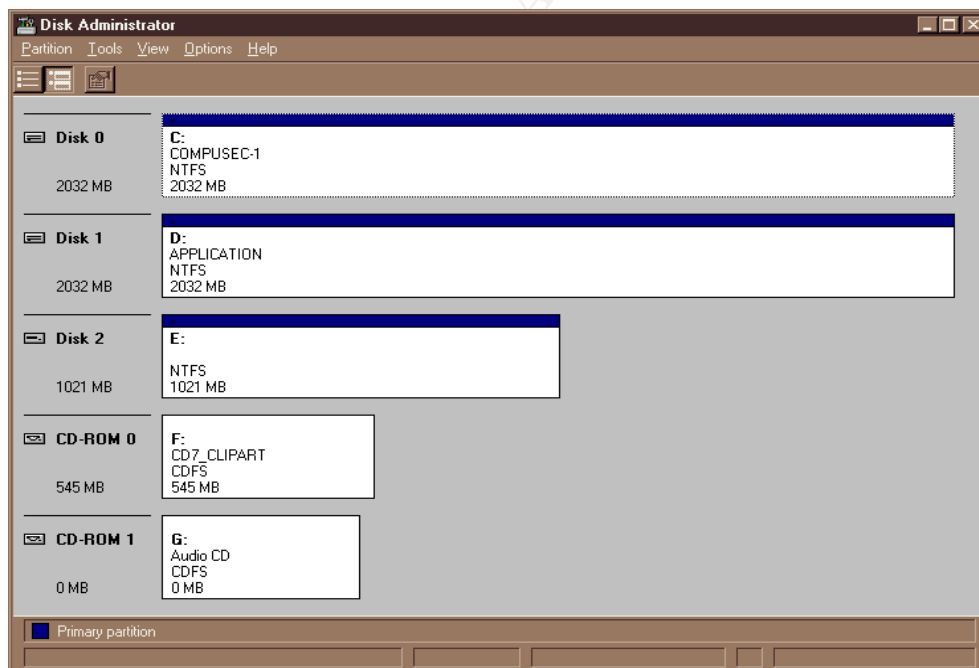 Disk Administrator
Partition Tools View Options Help
Disk 0
2032 MB
C:
COMPUSEC-1
NTFS
2032 MB
Disk 1
2032 MB
D:
APPLICATION
NTFS
2032 MB
Disk 2
1021 MB
E:
NTFS
1021 MB
CD-ROM 0
545 MB
F:
CD7_CLIPART
CDFS
545 MB
CD-ROM 1
0 MB
G:
Audio CD
CDFS
0 MB
Primary partition